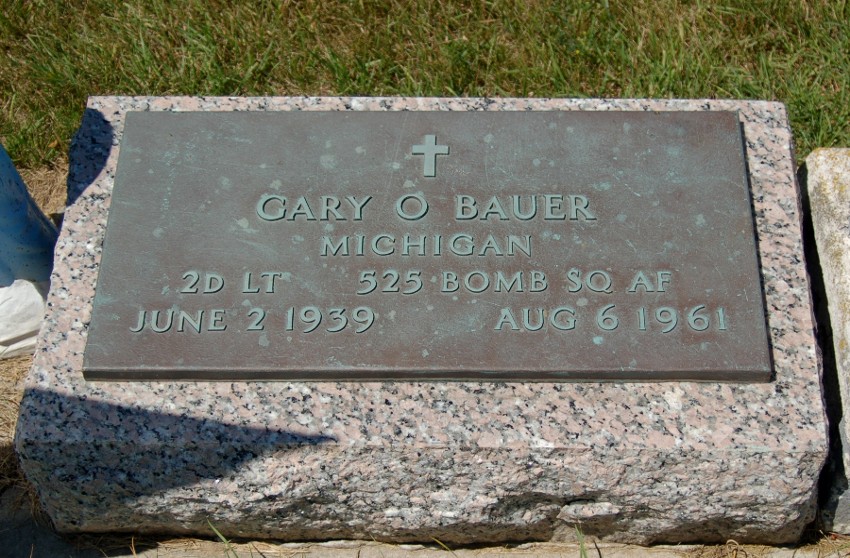 GARY O BAUER
MICHIGAN
2D LT 525 BOMB SQ AF
JUNE 2 1939 AUG 6 1961